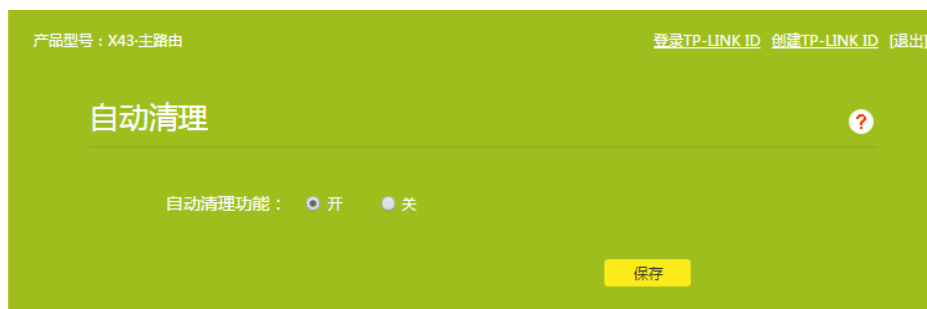 产品型号：X43·主路由 登录TP-LINK ID 创建TP-LINK ID [退出]
自动清理 ?
自动清理功能： 开 关
保存